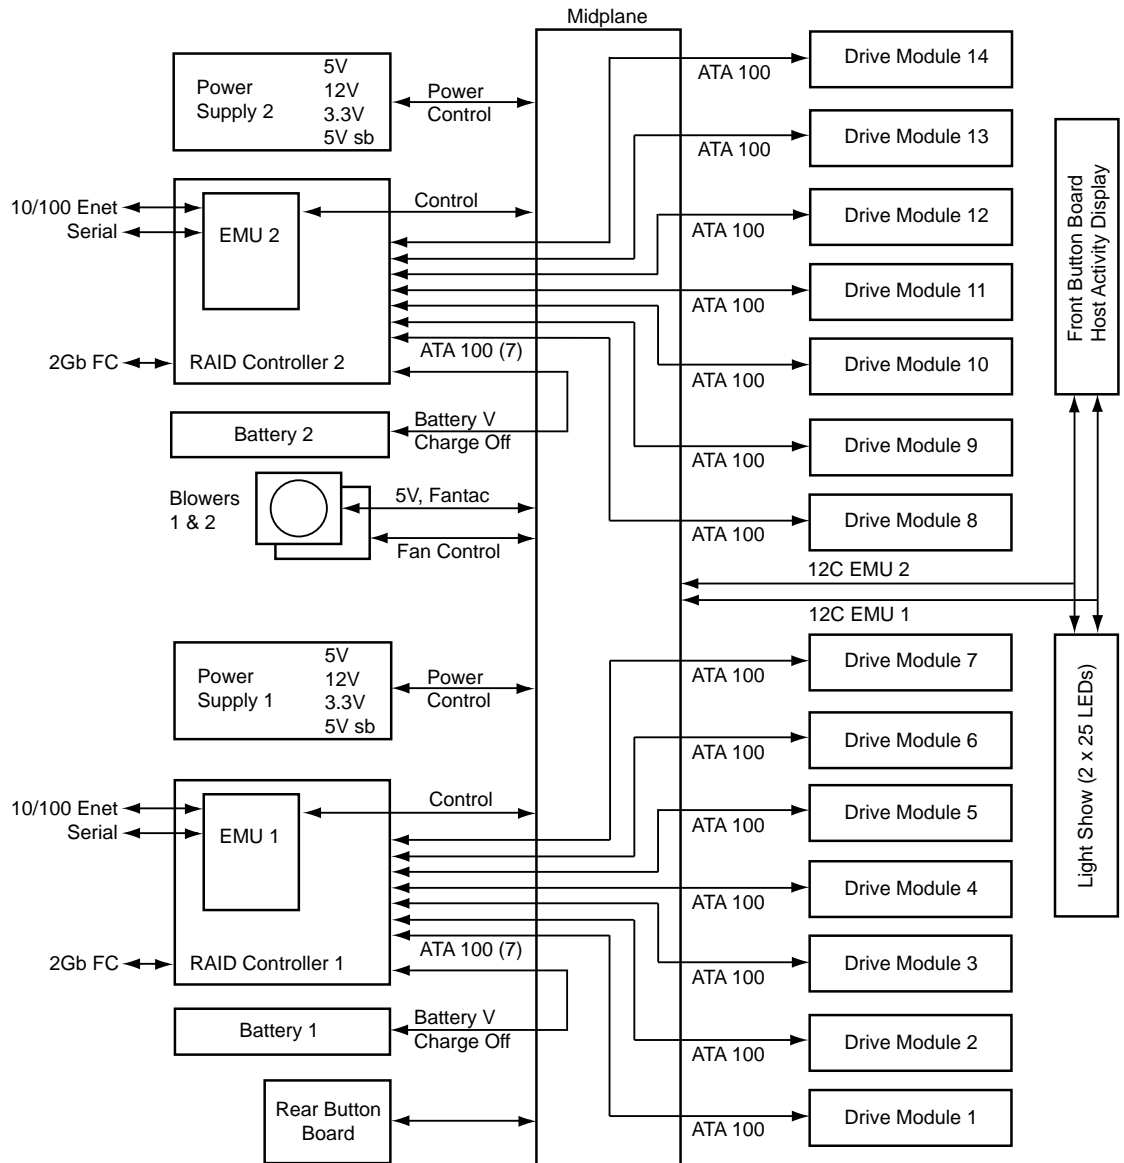 Midplane
Power
Supply 2
5V
12V
3.3V
5V sb
Power
Control
10/100 Enet
Serial
EMU 2
Control
2Gb FC
RAID Controller 2
ATA 100 (7)
Battery 2
Battery V
Charge Off
Blowers
1 & 2
5V, Fantac
Fan Control
Power
Supply 1
5V
12V
3.3V
5V sb
Power
Control
10/100 Enet
Serial
EMU 1
Control
2Gb FC
RAID Controller 1
ATA 100 (7)
Battery 1
Battery V
Charge Off
Rear Button
Board
ATA 100
Drive Module 14
ATA 100
Drive Module 13
ATA 100
Drive Module 12
ATA 100
Drive Module 11
ATA 100
Drive Module 10
ATA 100
Drive Module 9
ATA 100
Drive Module 8
12C EMU 2
12C EMU 1
ATA 100
Drive Module 7
ATA 100
Drive Module 6
ATA 100
Drive Module 5
ATA 100
Drive Module 4
ATA 100
Drive Module 3
ATA 100
Drive Module 2
ATA 100
Drive Module 1
Front Button Board
Host Activity Display
Light Show (2 x 25 LEDs)